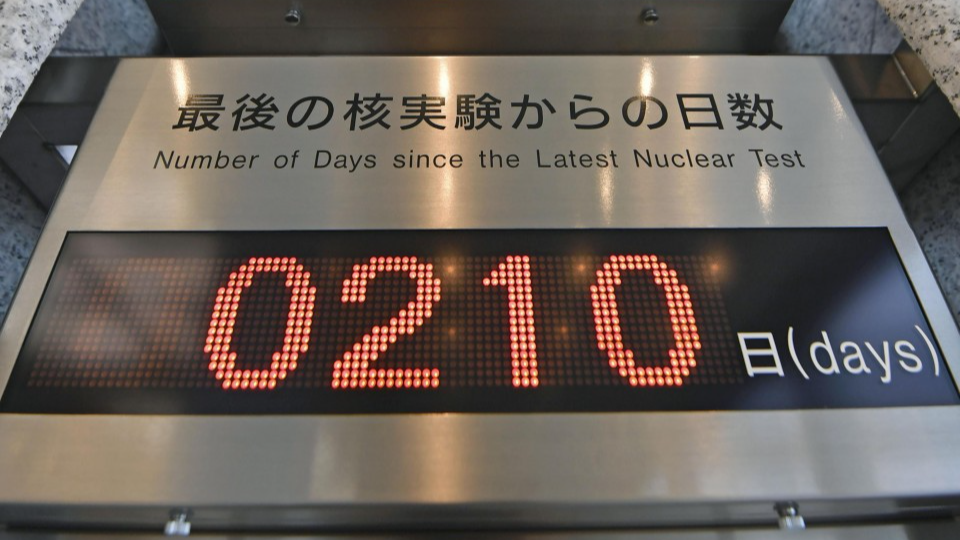 最後の核実験からの日数
Number of Days since the Latest Nuclear Test
0210 日(days)